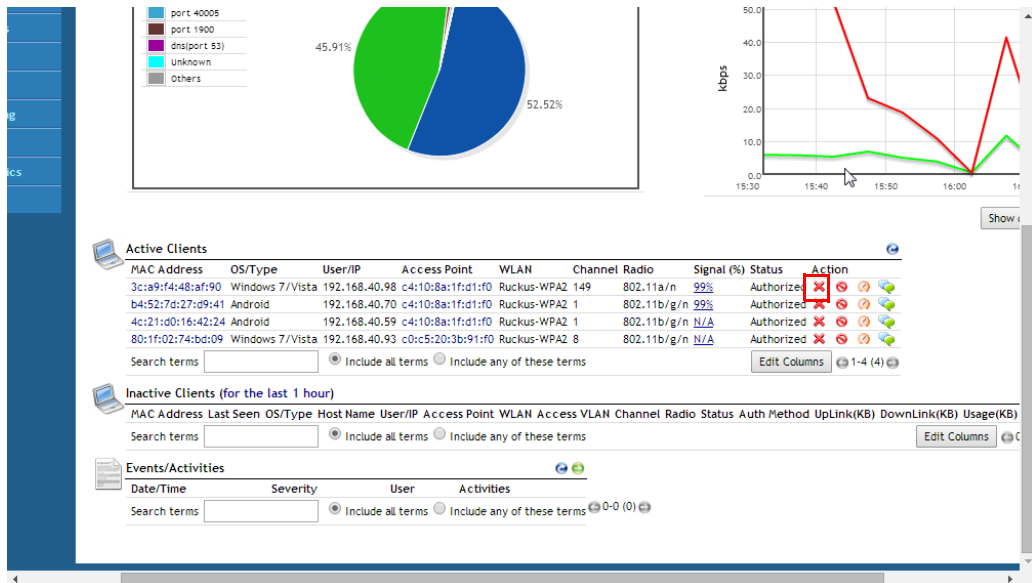 port 40005
port 1900
dns(port 53)
Unknown
Others
45.91%
52.52%
50.0
40.0
30.0
20.0
10.0
0.0
kbps
15:30 15:40 15:50 16:00
Show
g
ics
Active Clients
MAC Address OS/Type User/IP Access Point WLAN Channel Radio Signal (%) Status Action
3c:a9:f4:48:af:90 Windows 7/Vista 192.168.40.98 c4:10:8a:1f:d1:f0 Ruckus-WPA2 149 802.11a/n 99% Authorized
b4:52:7d:27:d9:41 Android 192.168.40.70 c4:10:8a:1f:d1:f0 Ruckus-WPA2 1 802.11b/g/n 99% Authorized
4c:21:d0:16:42:24 Android 192.168.40.59 c4:10:8a:1f:d1:f0 Ruckus-WPA2 1 802.11b/g/n N/A Authorized
80:1f:02:74:bd:09 Windows 7/Vista 192.168.40.93 c0:c5:20:3b:91:f0 Ruckus-WPA2 8 802.11b/g/n N/A Authorized
Search terms Include all terms Include any of these terms Edit Columns 1-4 (4)
Inactive Clients (for the last 1 hour)
MAC Address Last Seen OS/Type Host Name User/IP Access Point WLAN Access VLAN Channel Radio Status Auth Method UpLink(KB) DownLink(KB) Usage(KB)
Search terms Include all terms Include any of these terms Edit Columns
Events/Activities
Date/Time Severity User Activities
Search terms Include all terms Include any of these terms 0-0 (0)